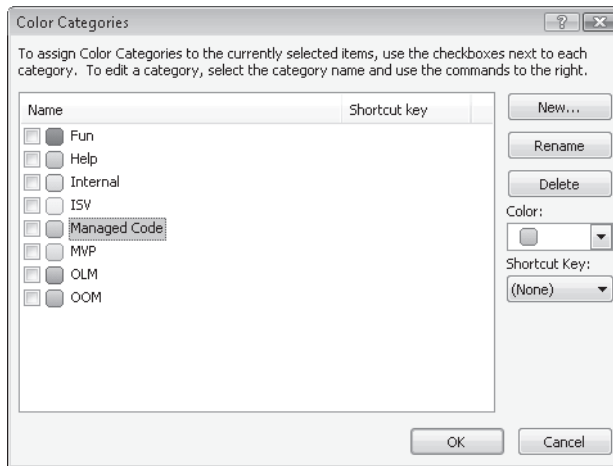 Color Categories
To assign Color Categories to the currently selected items, use the checkboxes next to each
category.  To edit a category, select the category name and use the commands to the right.
Name Shortcut key
Fun
Help
Internal
ISV
Managed Code
MVP
OLM
OOM
New...
Rename
Delete
Color:
Shortcut Key:
(None)
OK Cancel